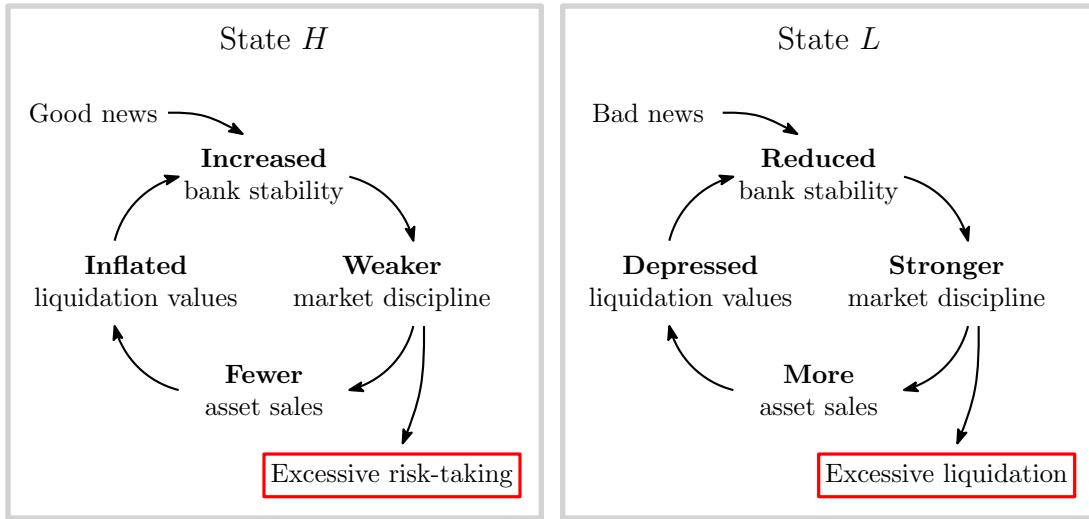 State H
Good news
Increased
bank stability
Inflated
liquidation values
Weaker
market discipline
Fewer
asset sales
Excessive risk-taking
State L
Bad news
Reduced
bank stability
Depressed
liquidation values
Stronger
market discipline
More
asset sales
Excessive liquidation